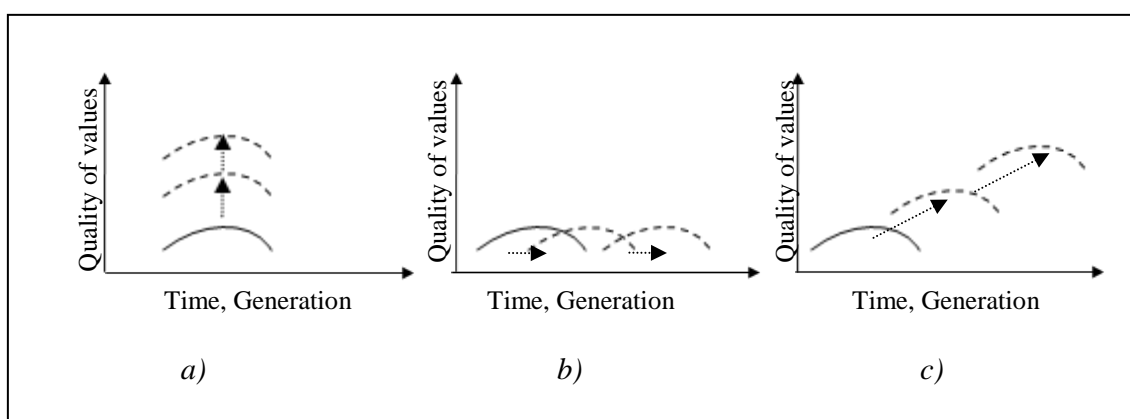 Quality of values
Time, Generation
a)
Quality of values
Time, Generation
b)
Quality of values
Time, Generation
c)